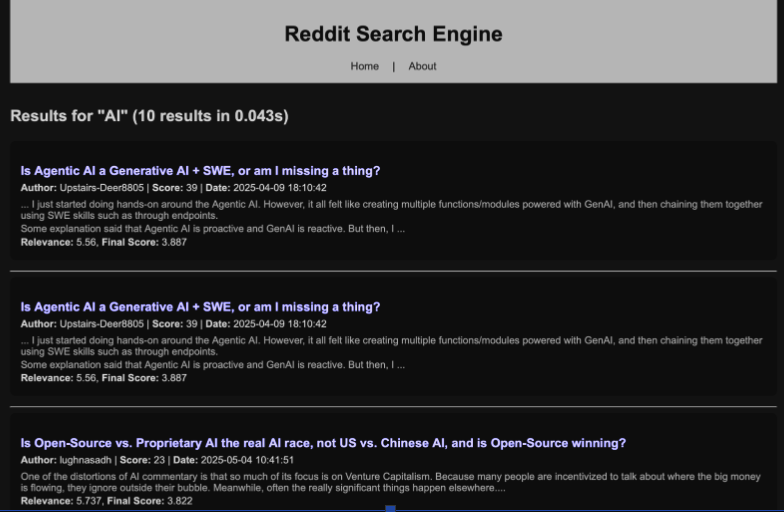 Reddit Search Engine
Home | About
Results for "AI" (10 results in 0.043s)
Is Agentic AI a Generative AI + SWE, or am I missing a thing?
Author: Upstairs-Deer8805 | Score: 39 | Date: 2025-04-09 18:10:42
... I just started doing hands-on around the Agentic AI. However, it all felt like creating multiple functions/modules powered with GenAI, and then chaining them together
using SWE skills such as through endpoints.
Some explanation said that Agentic AI is proactive and GenAI is reactive. But then, I ...
Relevance: 5.56, Final Score: 3.887
Is Agentic AI a Generative AI + SWE, or am I missing a thing?
Author: Upstairs-Deer8805 | Score: 39 | Date: 2025-04-09 18:10:42
... I just started doing hands-on around the Agentic AI. However, it all felt like creating multiple functions/modules powered with GenAI, and then chaining them together
using SWE skills such as through endpoints.
Some explanation said that Agentic AI is proactive and GenAI is reactive. But then, I ...
Relevance: 5.56, Final Score: 3.887
Is Open-Source vs. Proprietary AI the real AI race, not US vs. Chinese AI, and is Open-Source winning?
Author: lughnasadh | Score: 23 | Date: 2025-05-04 10:41:51
One of the distortions of AI commentary is that so much of its focus is on Venture Capitalism. Because many people are incentivized to talk about where the big money
is flowing, they ignore outside their bubble. Meanwhile, often the really significant things happen elsewhere....
Relevance: 5.737, Final Score: 3.822